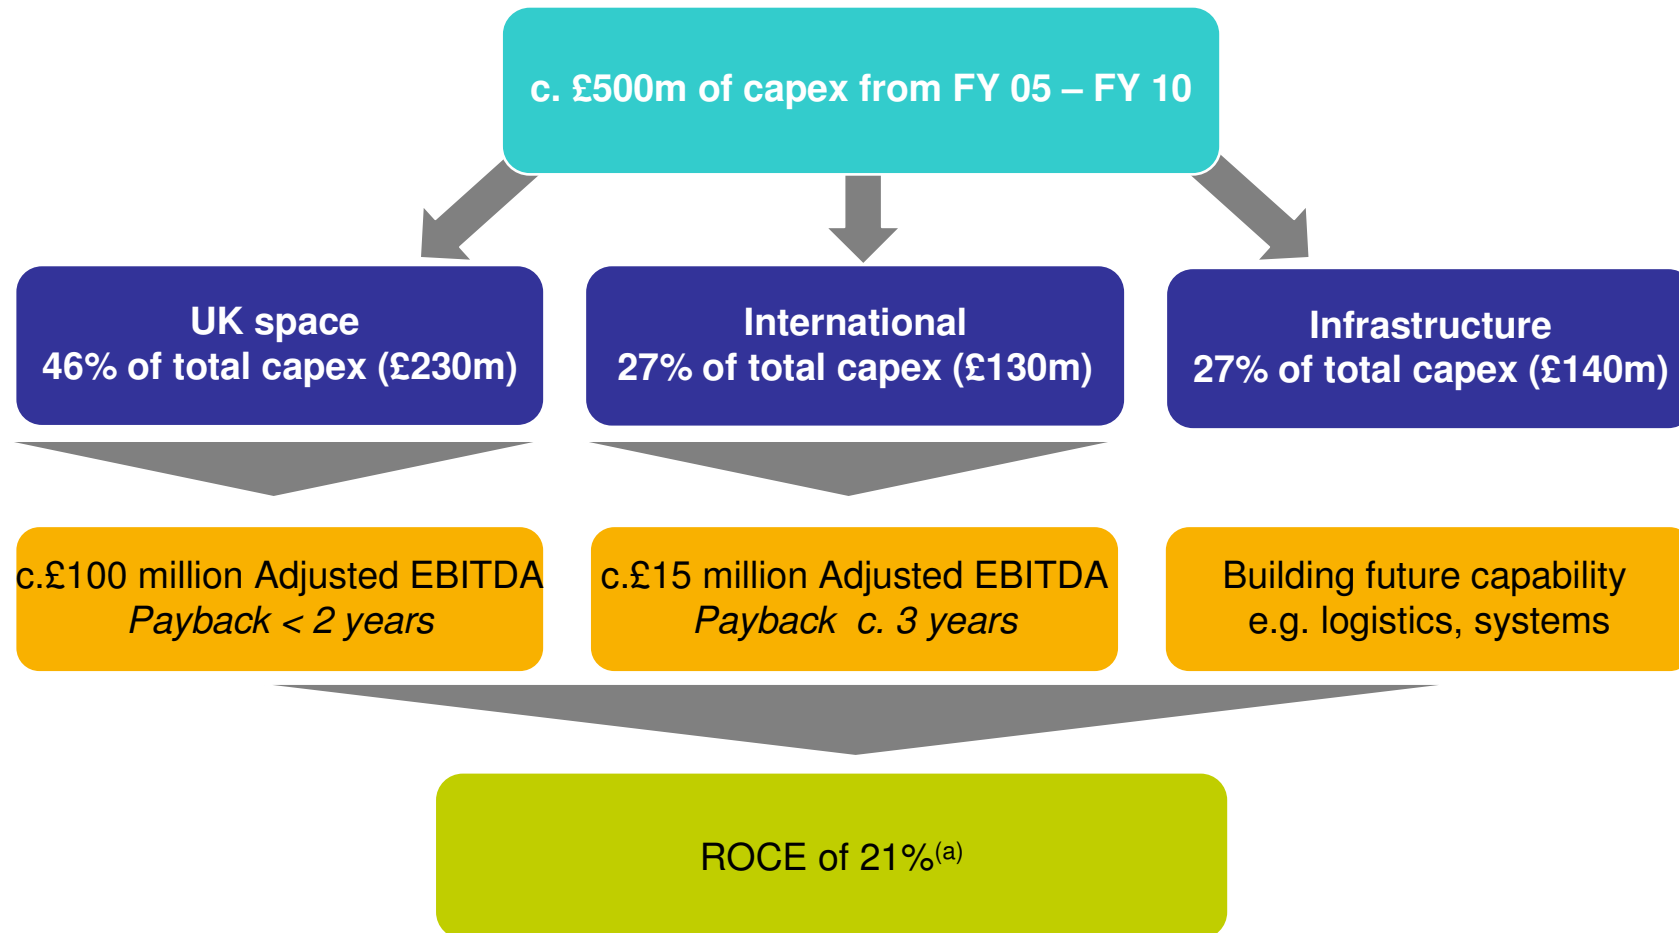 c. £500m of capex from FY 05 – FY 10
UK space
46% of total capex (£230m)
International
27% of total capex (£130m)
Infrastructure
27% of total capex (£140m)
c.£100 million Adjusted EBITDA
Payback < 2 years
c.£15 million Adjusted EBITDA
Payback c. 3 years
Building future capability
e.g. logistics, systems
ROCE of 21%(a)